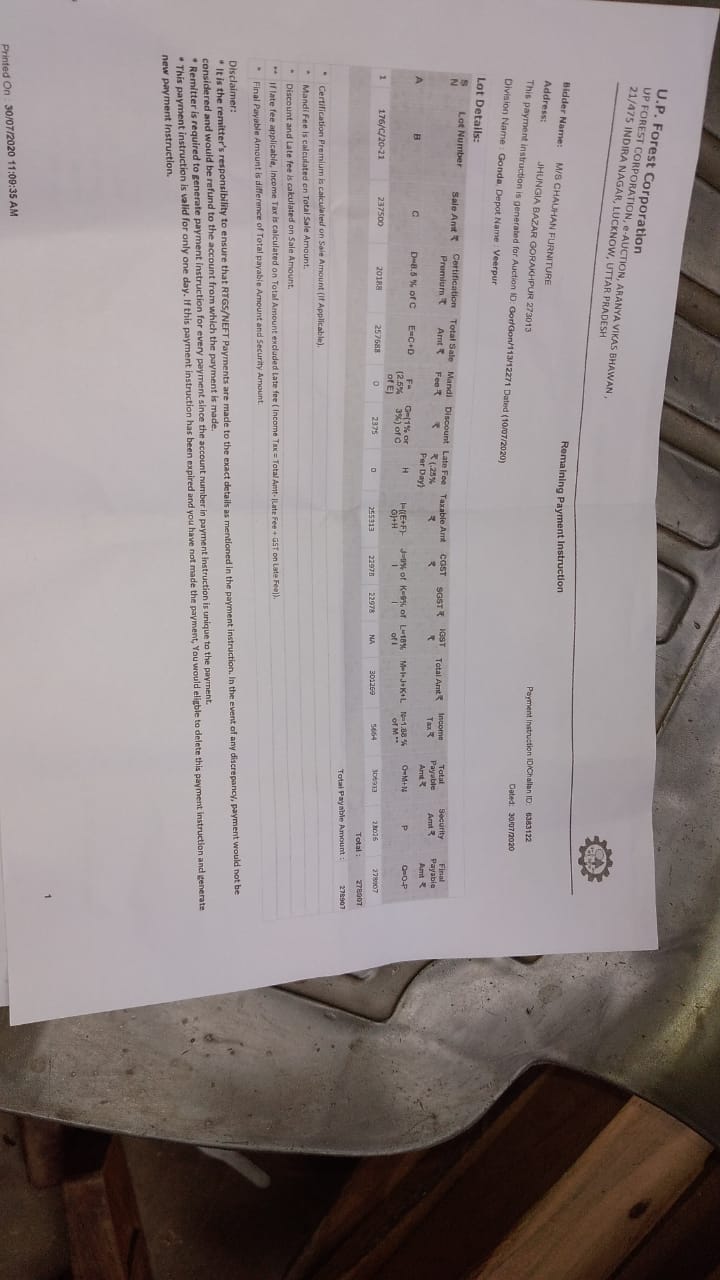 U.P. Forest Corporation
UP FOREST CORPORATION, e-AUCTION, ARANYA VIKAS BHAWAN ,
21/475 INDIRA NAGAR, LUCKNOW, UTTAR PRADESH
Remaining Payment Instruction
Bidder Name: M/S CHAUHAN FURNITURE
Address: JHUNGIA BAZAR GORAKHPUR 273013
Payment Instruction ID/Challan ID: 6383122
This payment instruction is generated for Auction ID: Gor/Gon/113/12271 Dated (10/07/2020)
Dated: 30/07/2020
Division Name : Gonda, Depot Name : Veerpur
Lot Details:
S N Lot Number Sale Amt ₹ Certification Premium ₹ Total Sale Amt ₹ Mandi Fee ₹ Discount ₹ Late Fee ₹ (.25% Per Day) Taxable Amt ₹ CGST ₹ SGST ₹ IGST ₹ Total Amt ₹ Income Tax ₹ Total Payable Amt ₹ Security Amt ₹ Final Payable Amt ₹
A B C D=8.5 % of C E=C+D F=(2.5% of E) G=(1% or 3%) of C H I=((E+F)-G)+H J=9% of I K=9% of I L=18% of I M=I+J+K+L N=1.88 % of M ** O=M+N P Q=O-P
1 176/C/20-21 237500 20188 257688 0 2375 0 255313 22978 22978 NA 301269 5664 306933 28026 278907
Total : 278907
Total Payable Amount : 278907
* Certification Premium is calculated on Sale Amount (If Applicable).
* Mandi Fee is calculated on Total Sale Amount.
* Discount and Late fee is calculated on Sale Amount.
** If late fee applicable, Income Tax is calculated on Total Amount excluded Late fee ( Income Tax = Total Amt- (Late Fee + GST on Late Fee)).
* Final Payable Amount is difference of Total payable Amount and Security Amount.
Disclaimer:
* It is the remitter's responsibility to ensure that RTGS/NEFT Payments are made to the exact details as mentioned in the payment instruction. In the event of any discrepancy, payment would not be
considered and would be refund to the account from which the payment is made.
* Remitter is required to generate payment instruction for every payment since the account number in payment Instruction is unique to the payment.
* This payment instruction is valid for only one day. If this payment instruction has been expired and you have not made the payment, You would eligble to delete this payment instruction and generate
new payment Instruction.
1
Printed On : 30/07/2020 11:09:35 AM